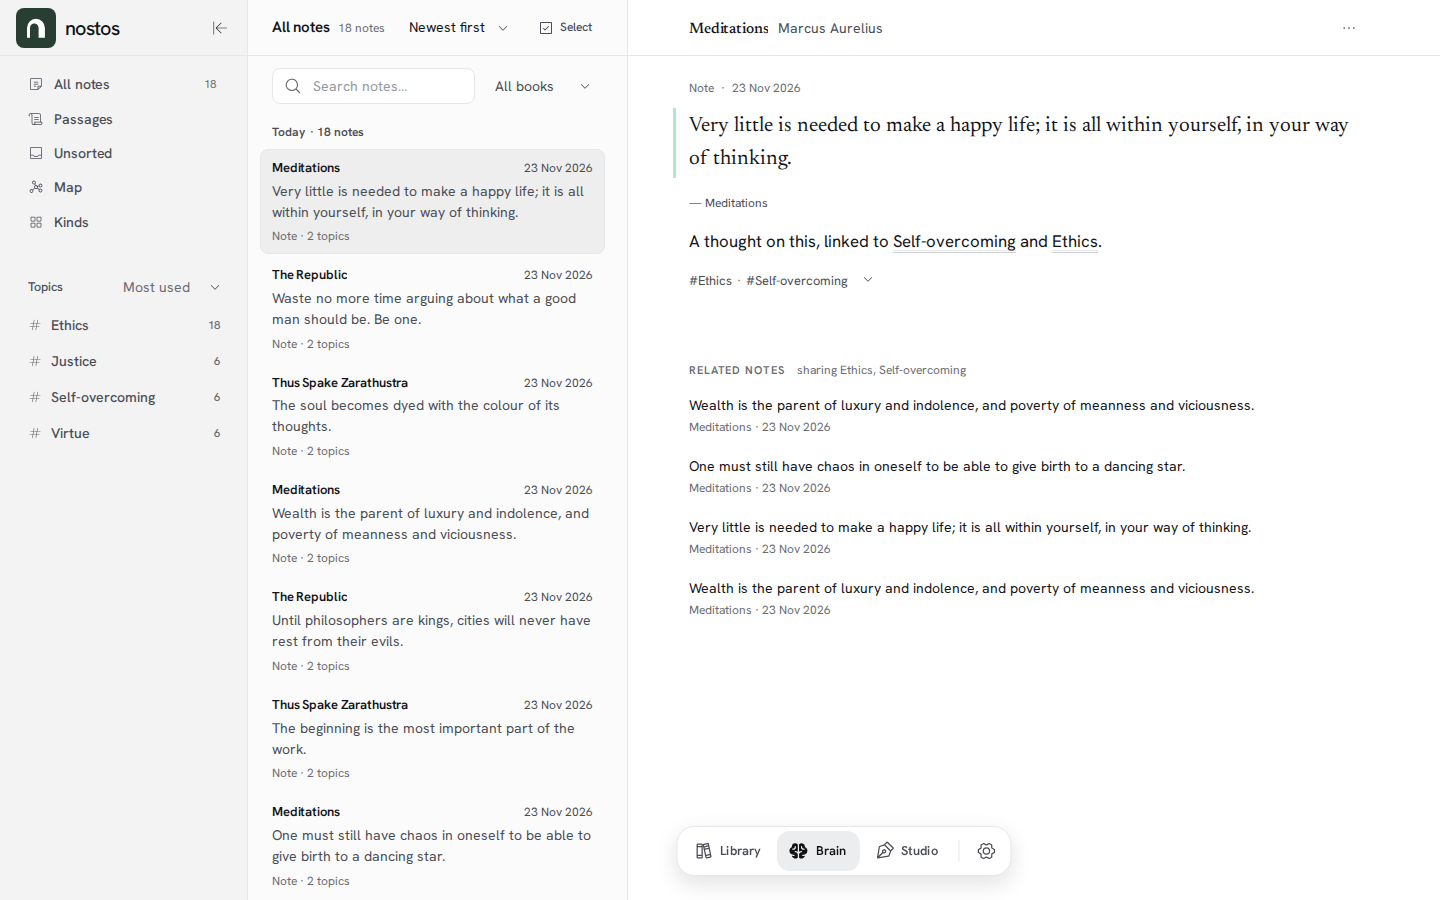 nostos
All notes 18
Passages
Unsorted
Map
Kinds
Topics Most used
# Ethics 18
# Justice 6
# Self-overcoming 6
# Virtue 6
All notes 18 notes Newest first Select
Search notes...
All books
Today · 18 notes
Meditations 23 Nov 2026
Very little is needed to make a happy life; it is all
within yourself, in your way of thinking.
Note · 2 topics
The Republic 23 Nov 2026
Waste no more time arguing about what a good
man should be. Be one.
Note · 2 topics
Thus Spake Zarathustra 23 Nov 2026
The soul becomes dyed with the colour of its
thoughts.
Note · 2 topics
Meditations 23 Nov 2026
Wealth is the parent of luxury and indolence, and
poverty of meanness and viciousness.
Note · 2 topics
The Republic 23 Nov 2026
Until philosophers are kings, cities will never have
rest from their evils.
Note · 2 topics
Thus Spake Zarathustra 23 Nov 2026
The beginning is the most important part of the
work.
Note · 2 topics
Meditations 23 Nov 2026
One must still have chaos in oneself to be able to
give birth to a dancing star.
Note · 2 topics
Meditations Marcus Aurelius
Note · 23 Nov 2026
Very little is needed to make a happy life; it is all within yourself, in your way
of thinking.
— Meditations
A thought on this, linked to Self-overcoming and Ethics.
#Ethics · #Self-overcoming
RELATED NOTES sharing Ethics, Self-overcoming
Wealth is the parent of luxury and indolence, and poverty of meanness and viciousness.
Meditations · 23 Nov 2026
One must still have chaos in oneself to be able to give birth to a dancing star.
Meditations · 23 Nov 2026
Very little is needed to make a happy life; it is all within yourself, in your way of thinking.
Meditations · 23 Nov 2026
Wealth is the parent of luxury and indolence, and poverty of meanness and viciousness.
Meditations · 23 Nov 2026
Library Brain Studio